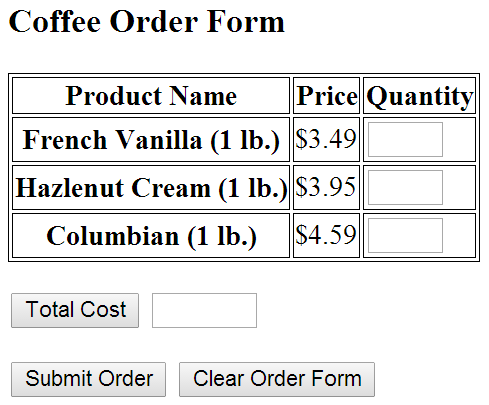 Coffee Order Form
Product Name Price Quantity
French Vanilla (1 lb.) $3.49
Hazlenut Cream (1 lb.) $3.95
Columbian (1 lb.) $4.59
Total Cost
Submit Order Clear Order Form